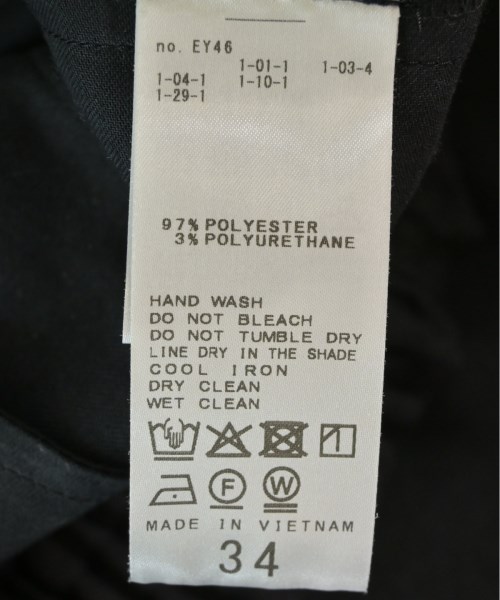 no. EY46
1-01-1 1-03-4
1-04-1 1-10-1
1-29-1
97% POLYESTER
3% POLYURETHANE
HAND WASH
DO NOT BLEACH
DO NOT TUMBLE DRY
LINE DRY IN THE SHADE
COOL IRON
DRY CLEAN
WET CLEAN
F W
MADE IN VIETNAM
34